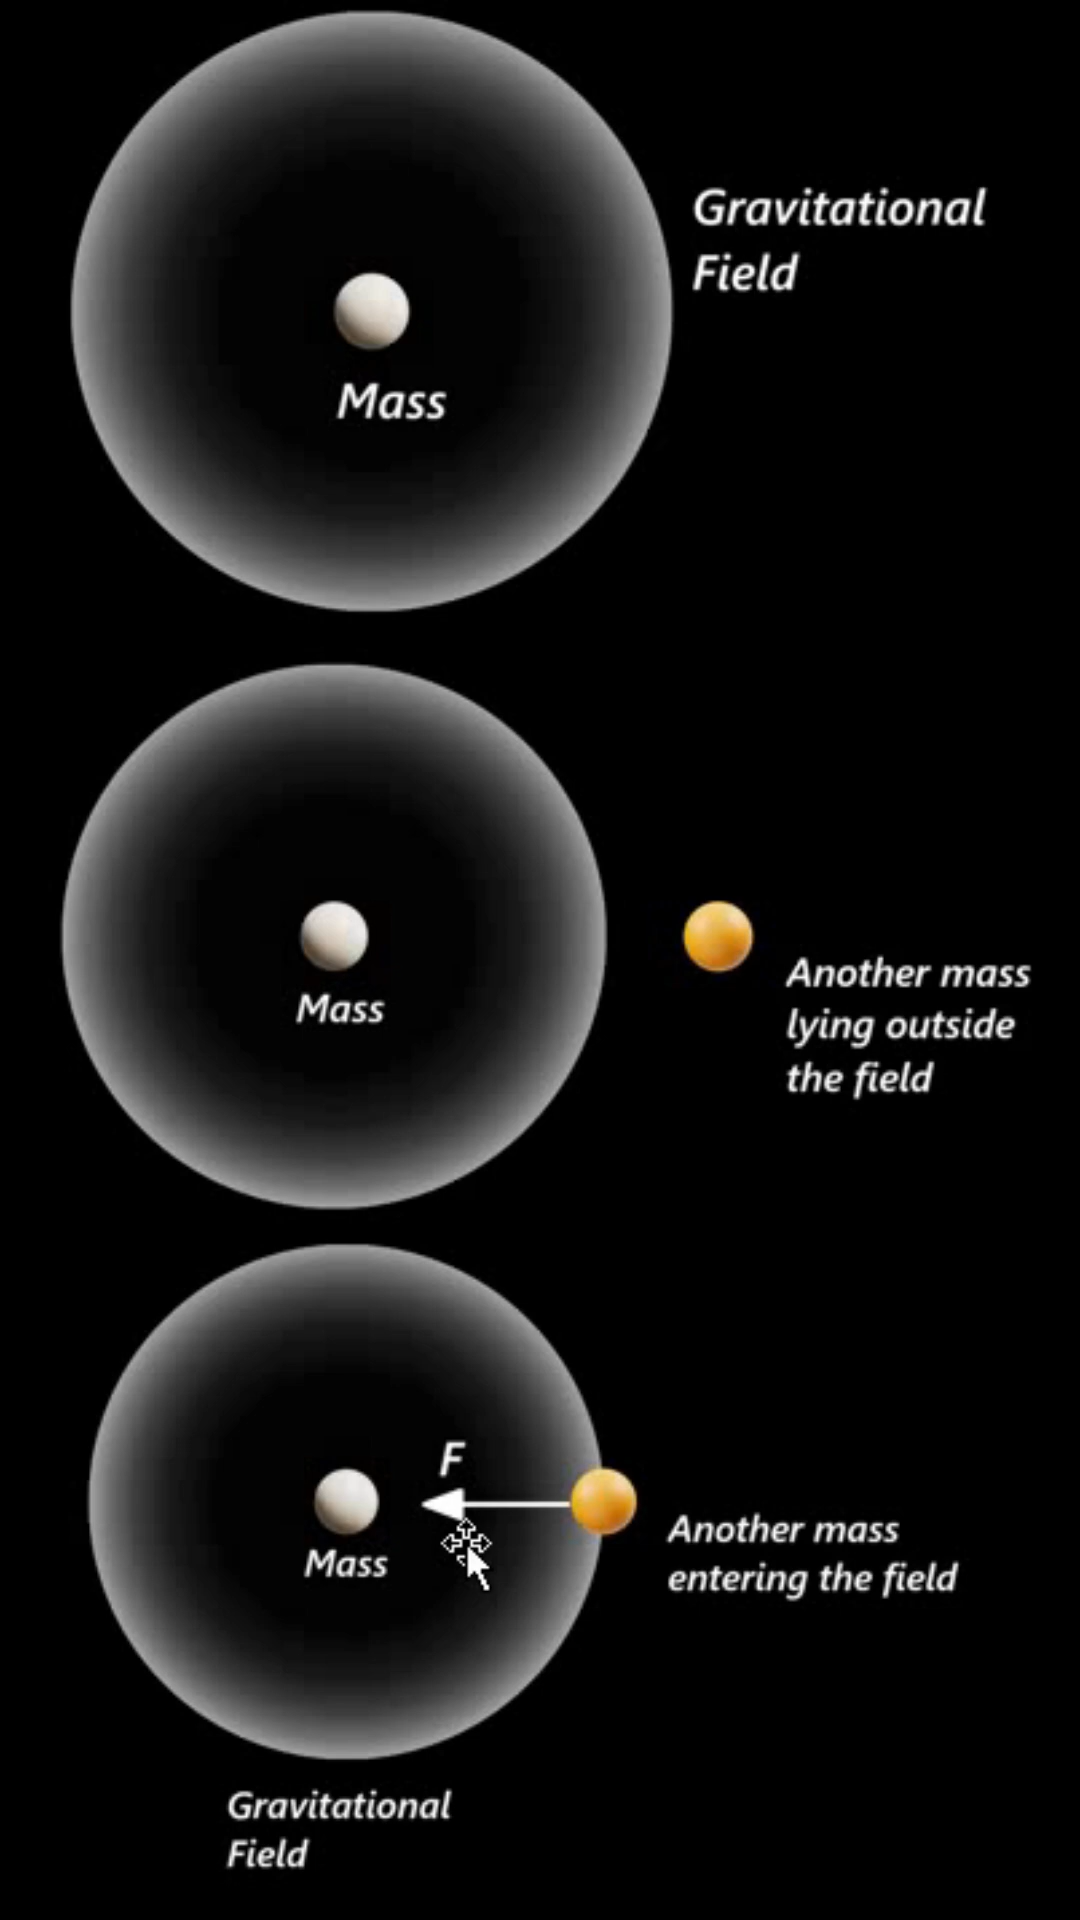 Gravitational
Field
Mass
Mass
Another mass
lying outside
the field
F
Mass
Another mass
entering the field
Gravitational
Field